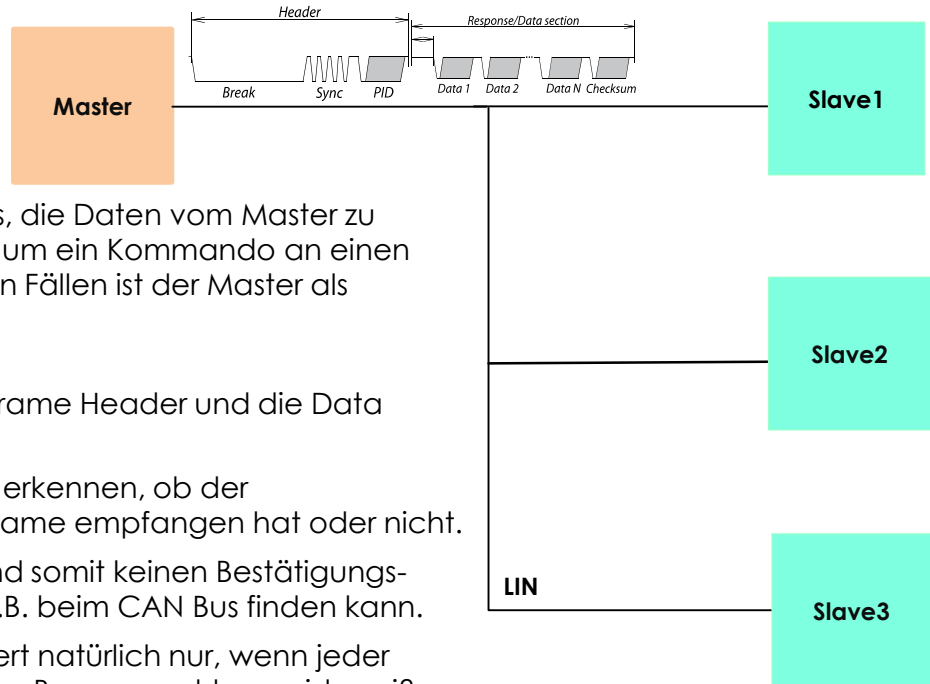 Header
Response/Data section
Break
Sync
PID
Data 1
Data 2
Data N
Checksum
Master
Slave1
s, die Daten vom Master zu
um ein Kommando an einen
n Fällen ist der Master als
Slave2
rame Header und die Data
erkennen, ob der
ame empfangen hat oder nicht.
nd somit keinen Bestätigungs-
.B. beim CAN Bus finden kann.
LIN
Slave3
ert natürlich nur, wenn jeder